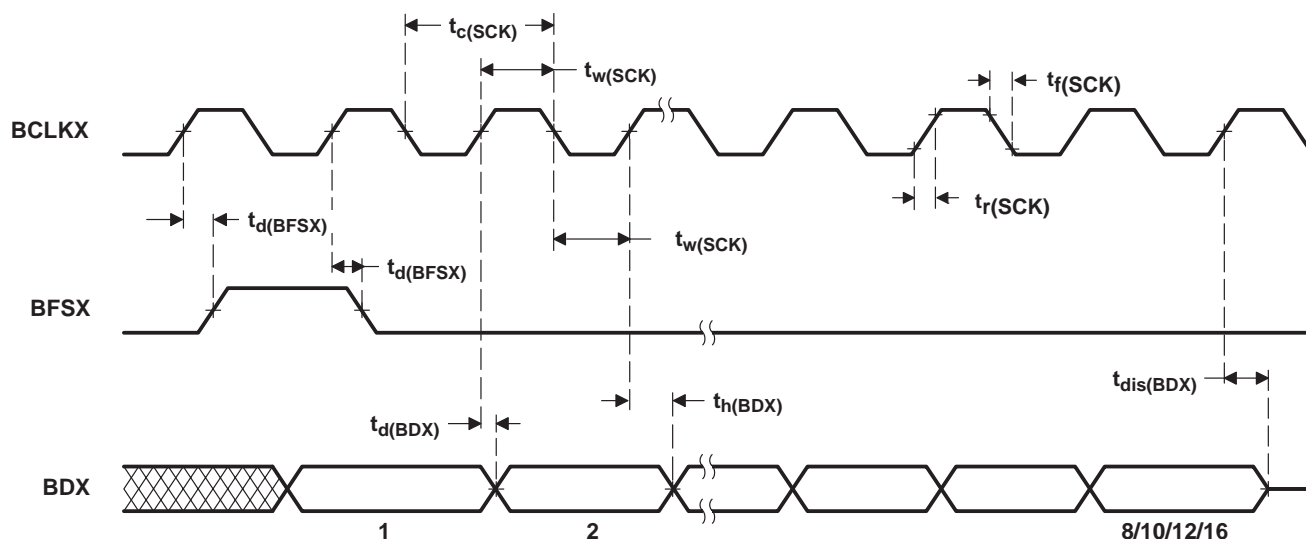 tc(SCK)
tw(SCK)
tf(SCK)
BCLKX
tr(SCK)
td(BFSX)
tw(SCK)
td(BFSX)
BFSX
tdis(BDX)
th(BDX)
td(BDX)
BDX
1
2
8/10/12/16